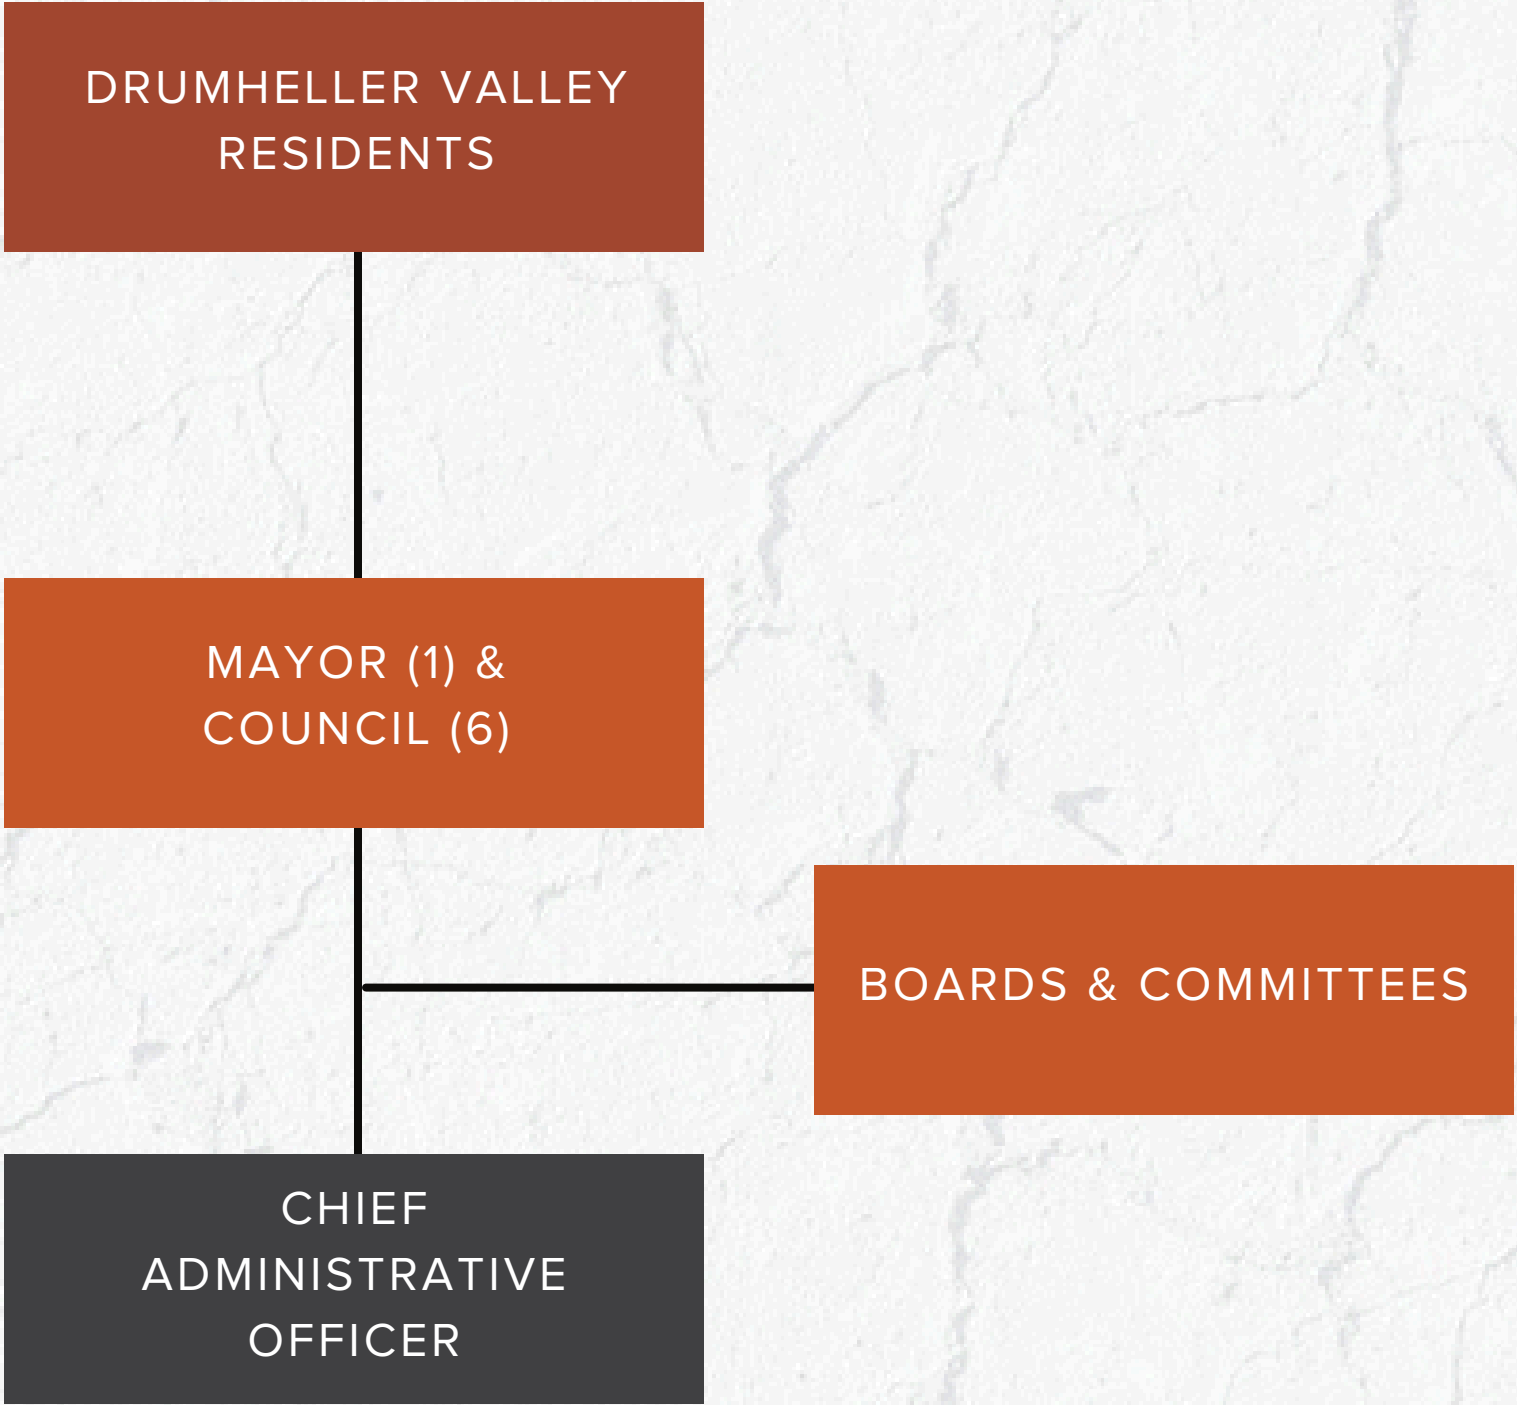 DRUMHELLER VALLEY
RESIDENTS
MAYOR (1) &
COUNCIL (6)
BOARDS & COMMITTEES
CHIEF
ADMINISTRATIVE
OFFICER